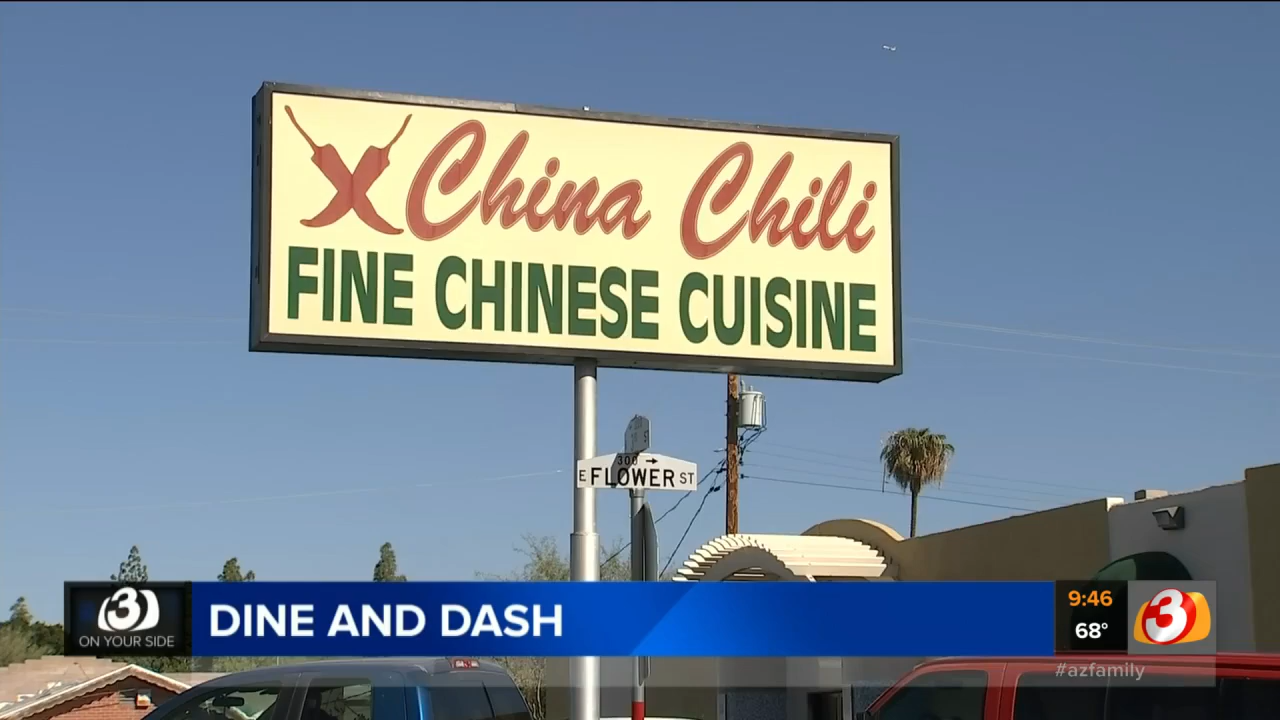 China Chili
FINE CHINESE CUISINE
300 →
E FLOWER ST
3
ON YOUR SIDE
DINE AND DASH
9:46
68°
3
#azfamily